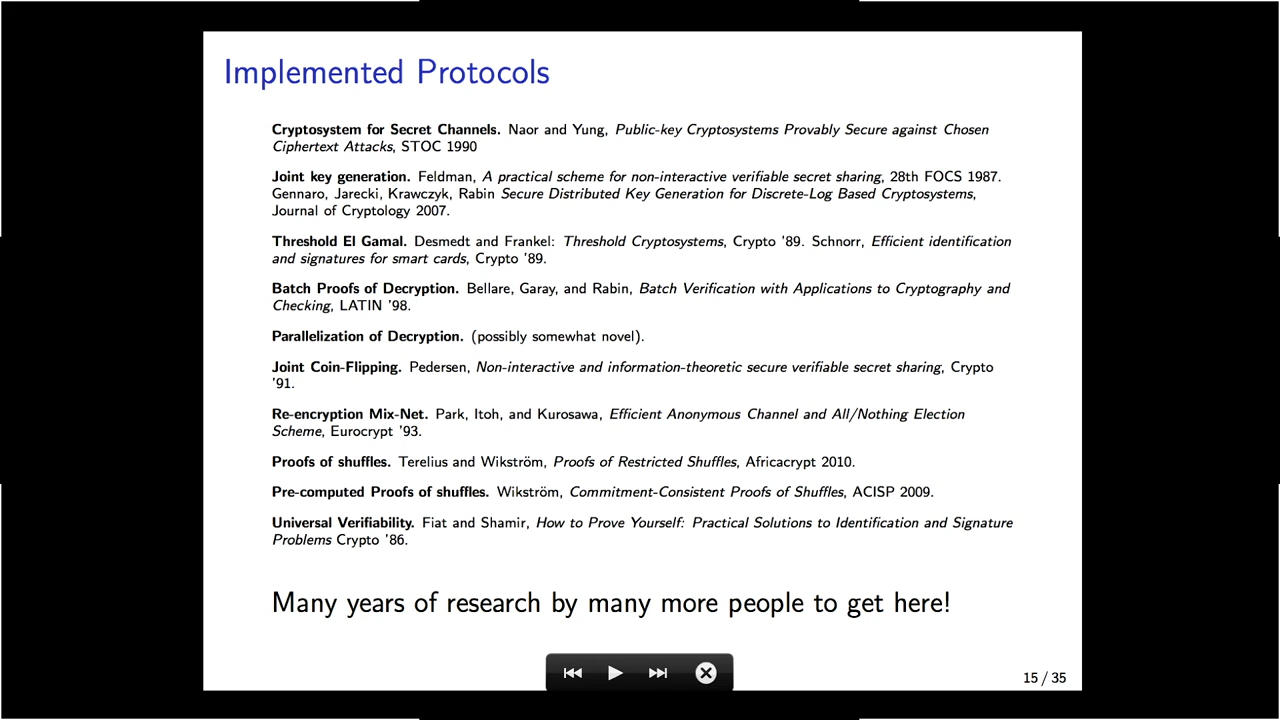 Implemented Protocols
Cryptosystem for Secret Channels. Naor and Yung, Public-key Cryptosystems Provably Secure against Chosen
Ciphertext Attacks, STOC 1990
Joint key generation. Feldman, A practical scheme for non-interactive verifiable secret sharing, 28th FOCS 1987.
Gennaro, Jarecki, Krawczyk, Rabin Secure Distributed Key Generation for Discrete-Log Based Cryptosystems,
Journal of Cryptology 2007.
Threshold El Gamal. Desmedt and Frankel: Threshold Cryptosystems, Crypto '89. Schnorr, Efficient identification
and signatures for smart cards, Crypto '89.
Batch Proofs of Decryption. Bellare, Garay, and Rabin, Batch Verification with Applications to Cryptography and
Checking, LATIN '98.
Parallelization of Decryption. (possibly somewhat novel).
Joint Coin-Flipping. Pedersen, Non-interactive and information-theoretic secure verifiable secret sharing, Crypto
'91.
Re-encryption Mix-Net. Park, Itoh, and Kurosawa, Efficient Anonymous Channel and All/Nothing Election
Scheme, Eurocrypt '93.
Proofs of shuffles. Terelius and Wikström, Proofs of Restricted Shuffles, Africacrypt 2010.
Pre-computed Proofs of shuffles. Wikström, Commitment-Consistent Proofs of Shuffles, ACISP 2009.
Universal Verifiability. Fiat and Shamir, How to Prove Yourself: Practical Solutions to Identification and Signature
Problems Crypto '86.
Many years of research by many more people to get here!
15 / 35